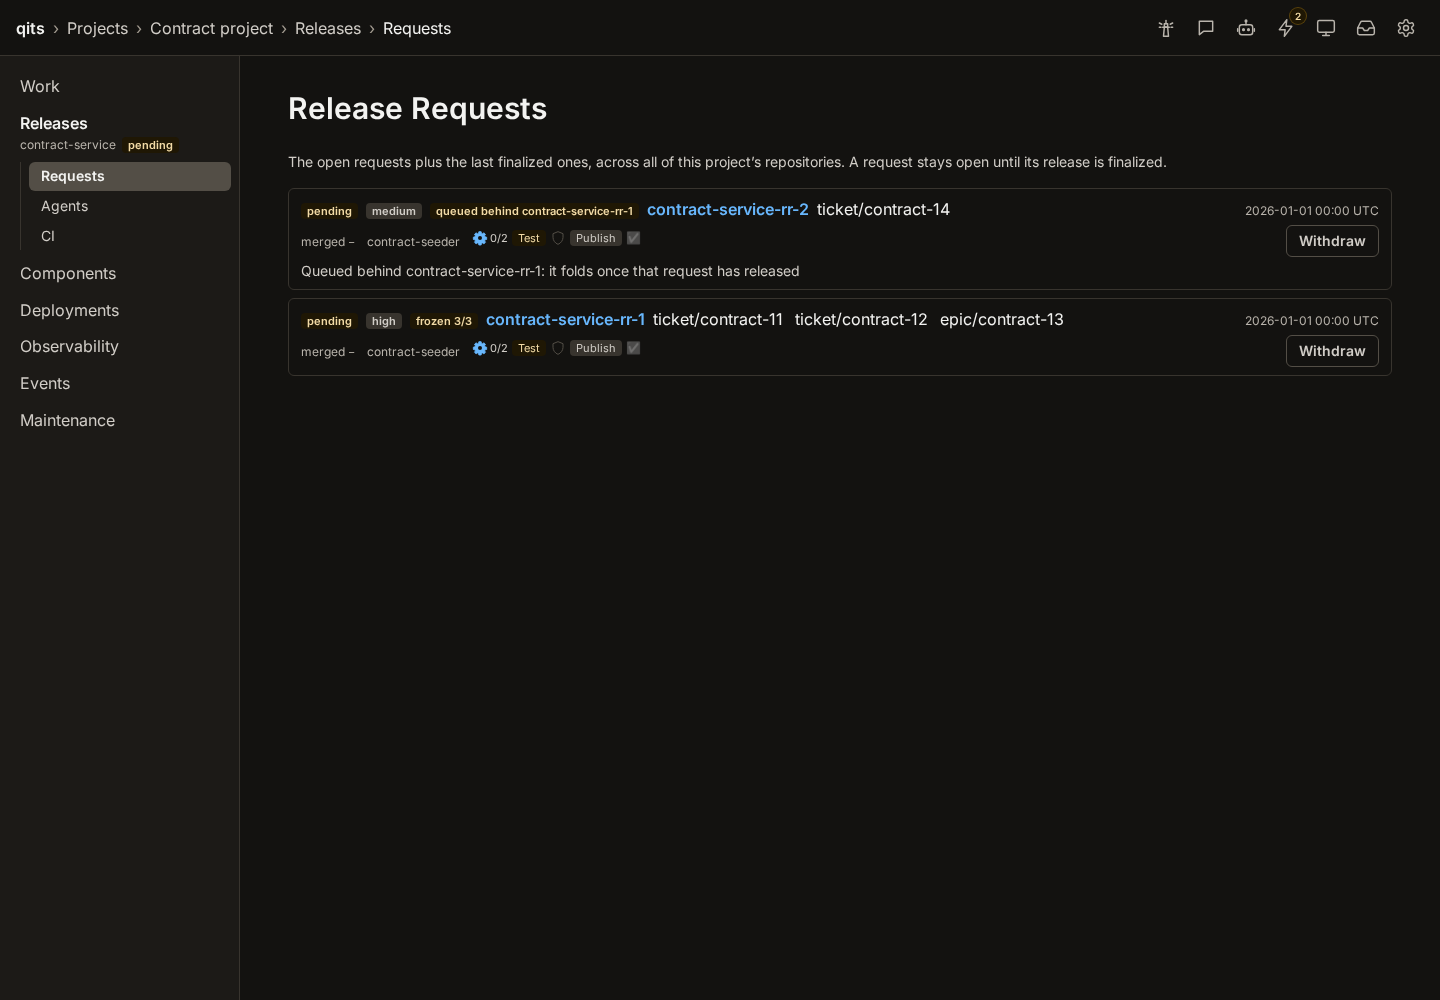 qits › Projects › Contract project › Releases › Requests
2
Work
Releases
contract-service pending
Requests
Agents
CI
Components
Deployments
Observability
Events
Maintenance
Release Requests
The open requests plus the last finalized ones, across all of this project’s repositories. A request stays open until its release is finalized.
pending medium queued behind contract-service-rr-1 contract-service-rr-2 ticket/contract-14 2026-01-01 00:00 UTC
merged – contract-seeder 0/2 Test Publish Withdraw
Queued behind contract-service-rr-1: it folds once that request has released
pending high frozen 3/3 contract-service-rr-1 ticket/contract-11 ticket/contract-12 epic/contract-13 2026-01-01 00:00 UTC
merged – contract-seeder 0/2 Test Publish Withdraw